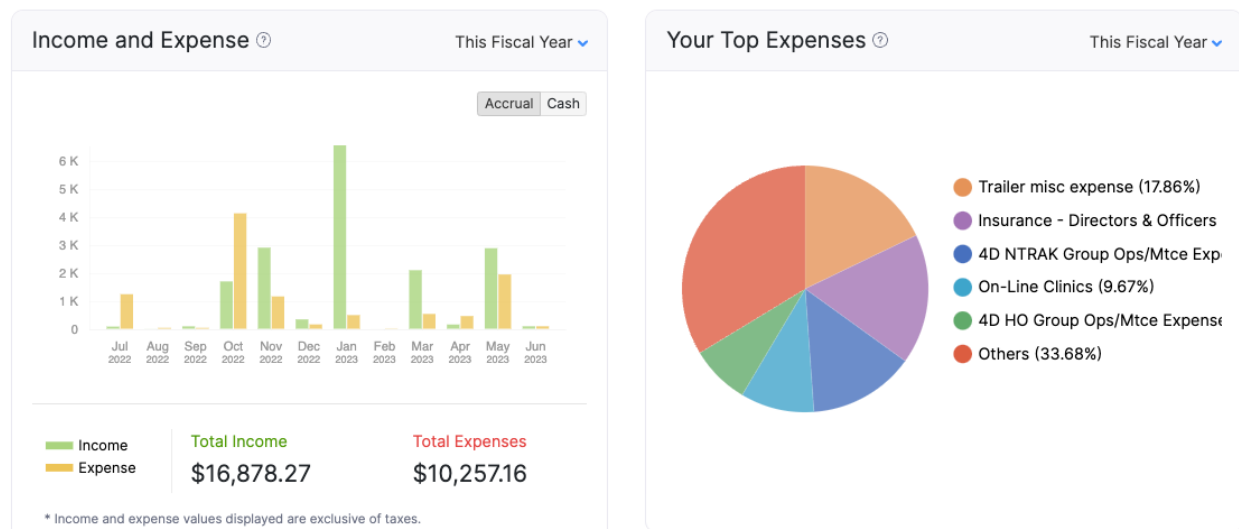 Income and Expense ?
This Fiscal Year
Accrual Cash
6 K
5 K
4 K
3 K
2 K
1 K
0
Jul Aug Sep Oct Nov Dec Jan Feb Mar Apr May Jun
2022 2022 2022 2022 2022 2022 2023 2023 2023 2023 2023 2023
Income
Expense
Total Income
$16,878.27
Total Expenses
$10,257.16
* Income and expense values displayed are exclusive of taxes.
Your Top Expenses ?
This Fiscal Year
Trailer misc expense (17.86%)
Insurance - Directors & Officers
4D NTRAK Group Ops/Mtce Exp
On-Line Clinics (9.67%)
4D HO Group Ops/Mtce Expense
Others (33.68%)